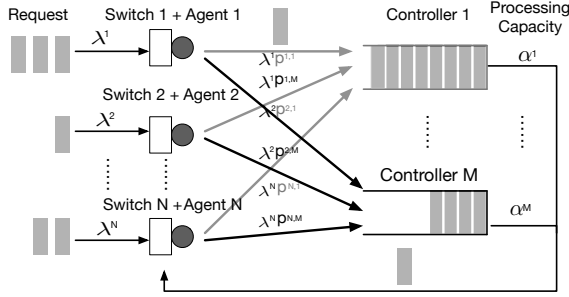 Request
Switch 1 + Agent 1
Controller 1
Processing
Capacity
λ¹
λ¹p¹,¹
α¹
λ¹p¹,ᴹ
Switch 2 + Agent 2
λ²
λ²p²,¹
λ²p²,ᴹ
Controller M
λᴺp ᴺ,¹
Switch N + Agent N
λᴺ
λᴺpᴺ,ᴹ
αᴹ